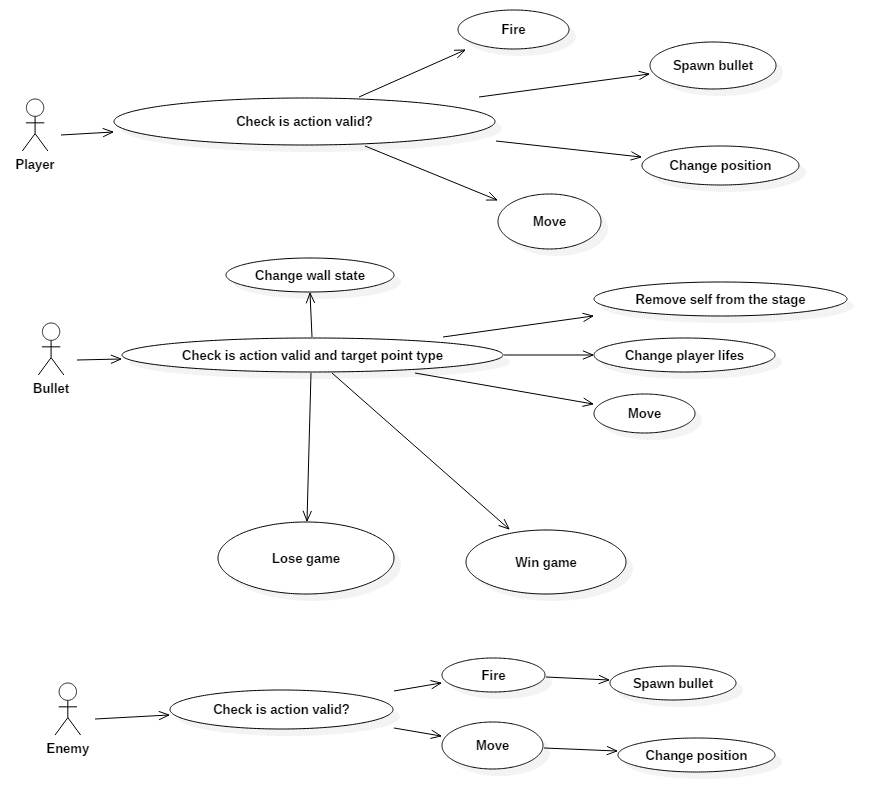 Fire
Spawn bullet
Check is action valid?
Player
Change position
Move
Change wall state
Remove self from the stage
Check is action valid and target point type
Change player lifes
Bullet
Move
Lose game
Win game
Fire
Spawn bullet
Check is action valid?
Enemy
Move
Change position